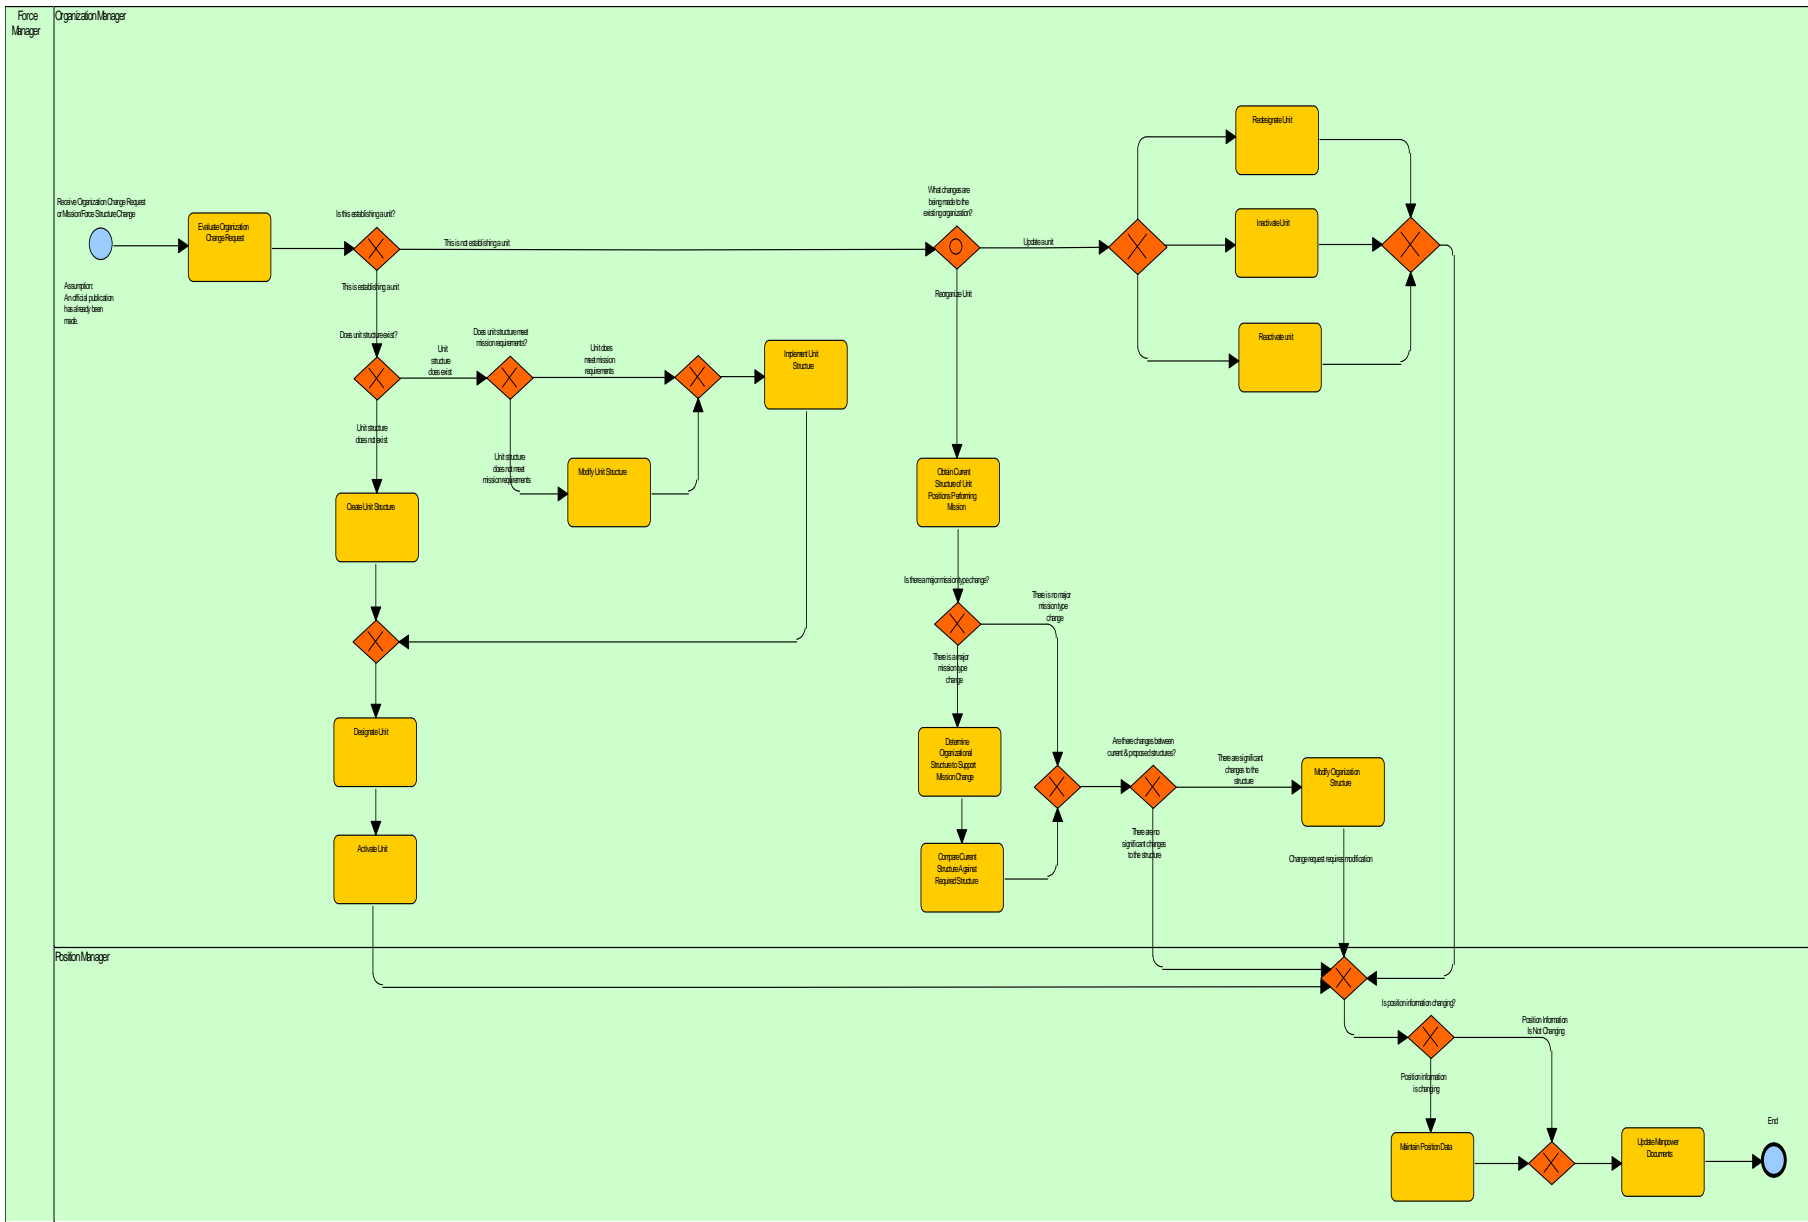 Force
Manager
Organization Manager
Receive Organization Change Request
or Mission Force Structure Change
Assumption:
An official publication
has already been
made.
Evaluate Organization
Change Request
Is this establishing a unit?
This is not establishing a unit
This is establishing a unit
What changes are
being made to the
existing organization?
Update a unit
Reorganize Unit
Redesignate Unit
Inactivate Unit
Reactivate unit
Does unit structure exist?
Unit
structure
does exist
Does unit structure meet
mission requirements?
Unit does
meet mission
requirements
Implement Unit
Structure
Unit structure
does not exist
Unit structure
does not meet
mission requirements
Modify Unit Structure
Create Unit Structure
Designate Unit
Activate Unit
Obtain Current
Structure of Unit
Positions Performing
Mission
Is there a major mission type change?
There is no major
mission type
change
There is a major
mission type
change
Determine
Organizational
Structure to Support
Mission Change
Compare Current
Structure Against
Required Structure
Are there changes between
current & proposed structures?
There are significant
changes to the
structure
Modify Organization
Structure
There are no
significant changes
to the structure
Change request requires modification
Position Manager
Is position information changing?
Position Information
Is Not Changing
Position information
is changing
Maintain Position Data
Update Manpower
Documents
End